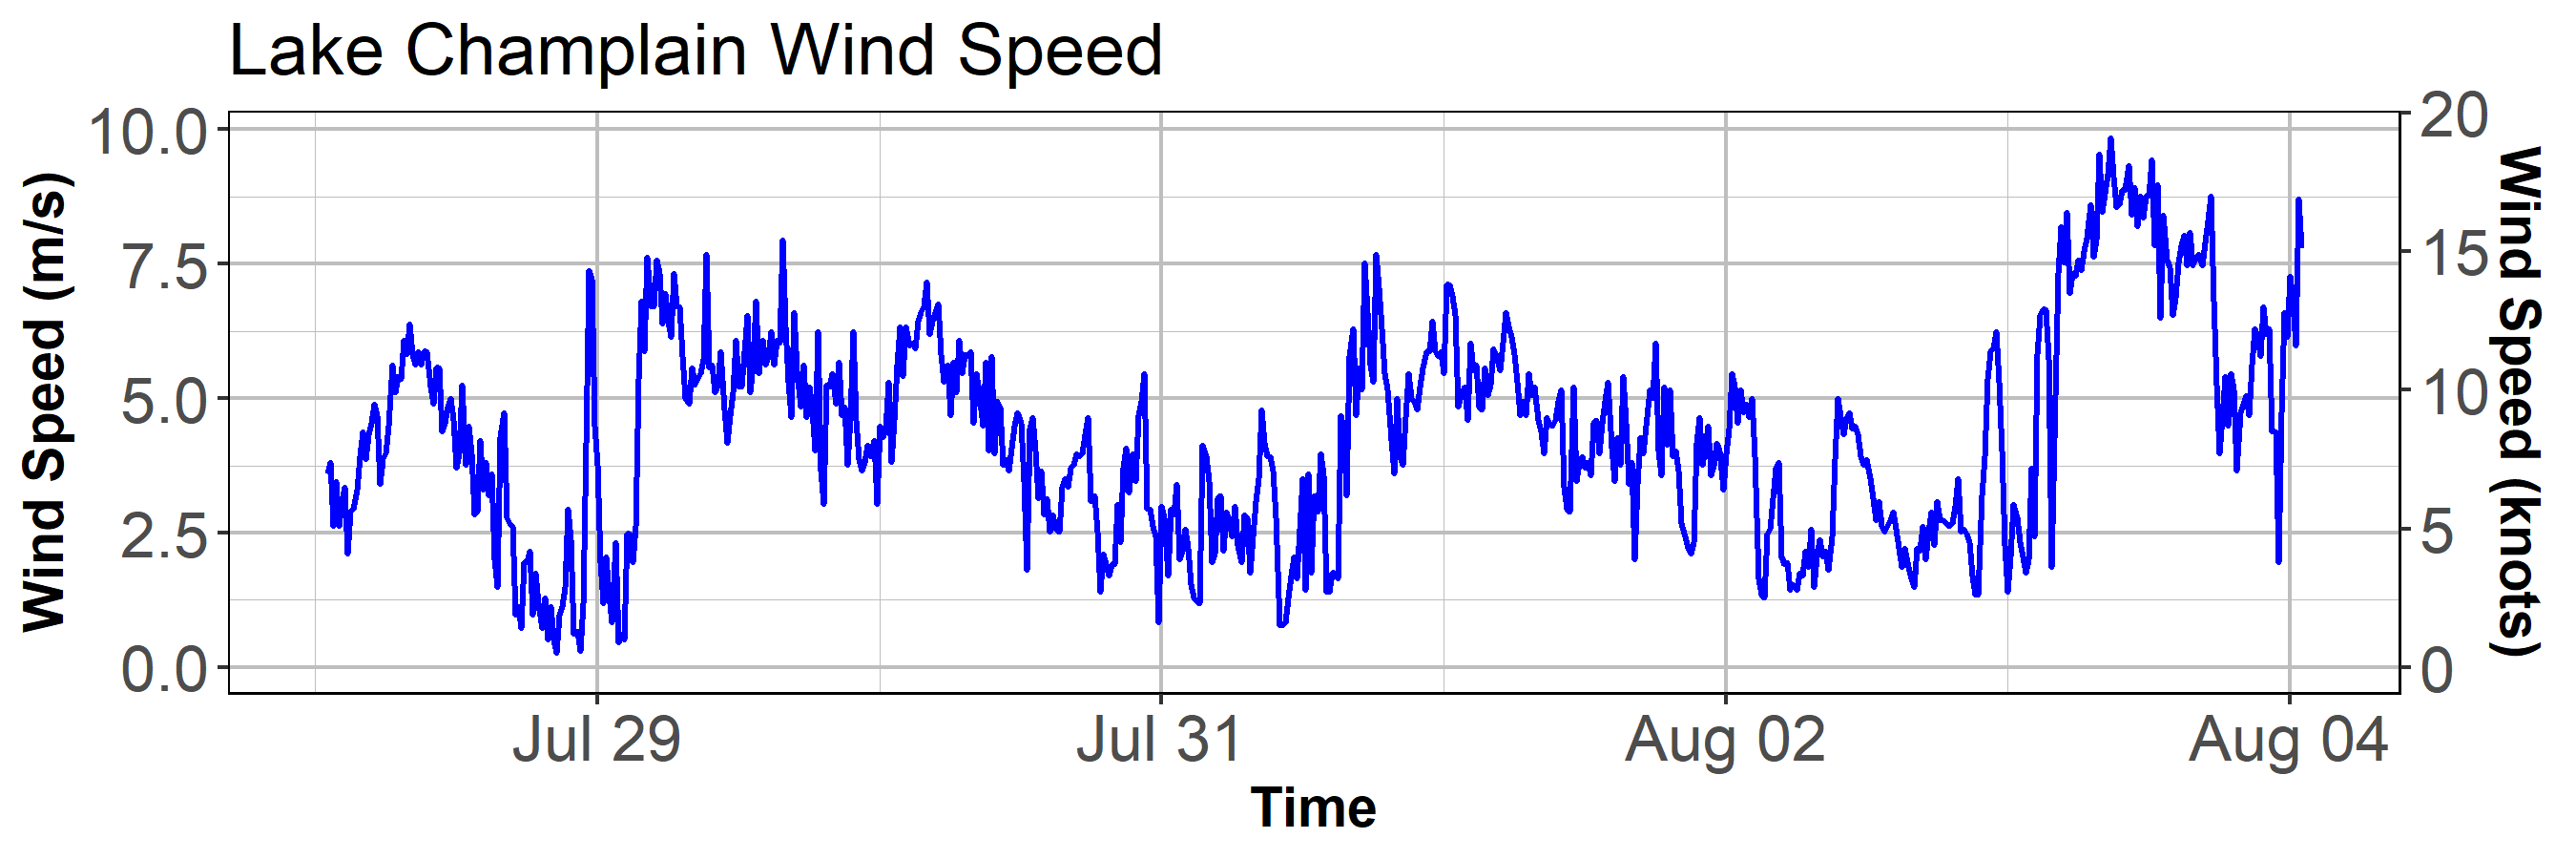 Lake Champlain Wind Speed
10.0
7.5
5.0
2.5
0.0
Wind Speed (m/s)
20
15
10
5
0
Wind Speed (knots)
Jul 29
Jul 31
Aug 02
Aug 04
Time